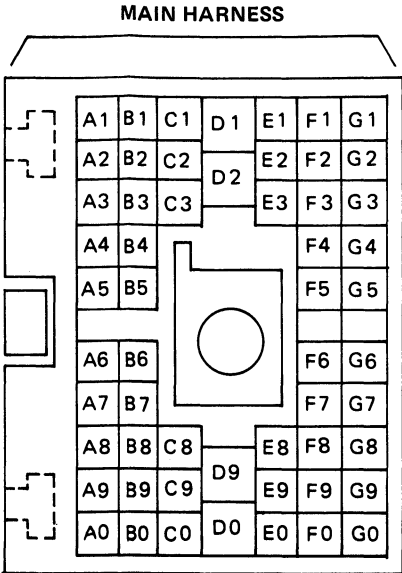 MAIN HARNESS
A1 B1 C1 D1 E1 F1 G1
A2 B2 C2 D2 E2 F2 G2
A3 B3 C3 E3 F3 G3
A4 B4 F4 G4
A5 B5 F5 G5
A6 B6 F6 G6
A7 B7 F7 G7
A8 B8 C8 E8 F8 G8
A9 B9 C9 D9 E9 F9 G9
A0 B0 C0 D0 E0 F0 G0